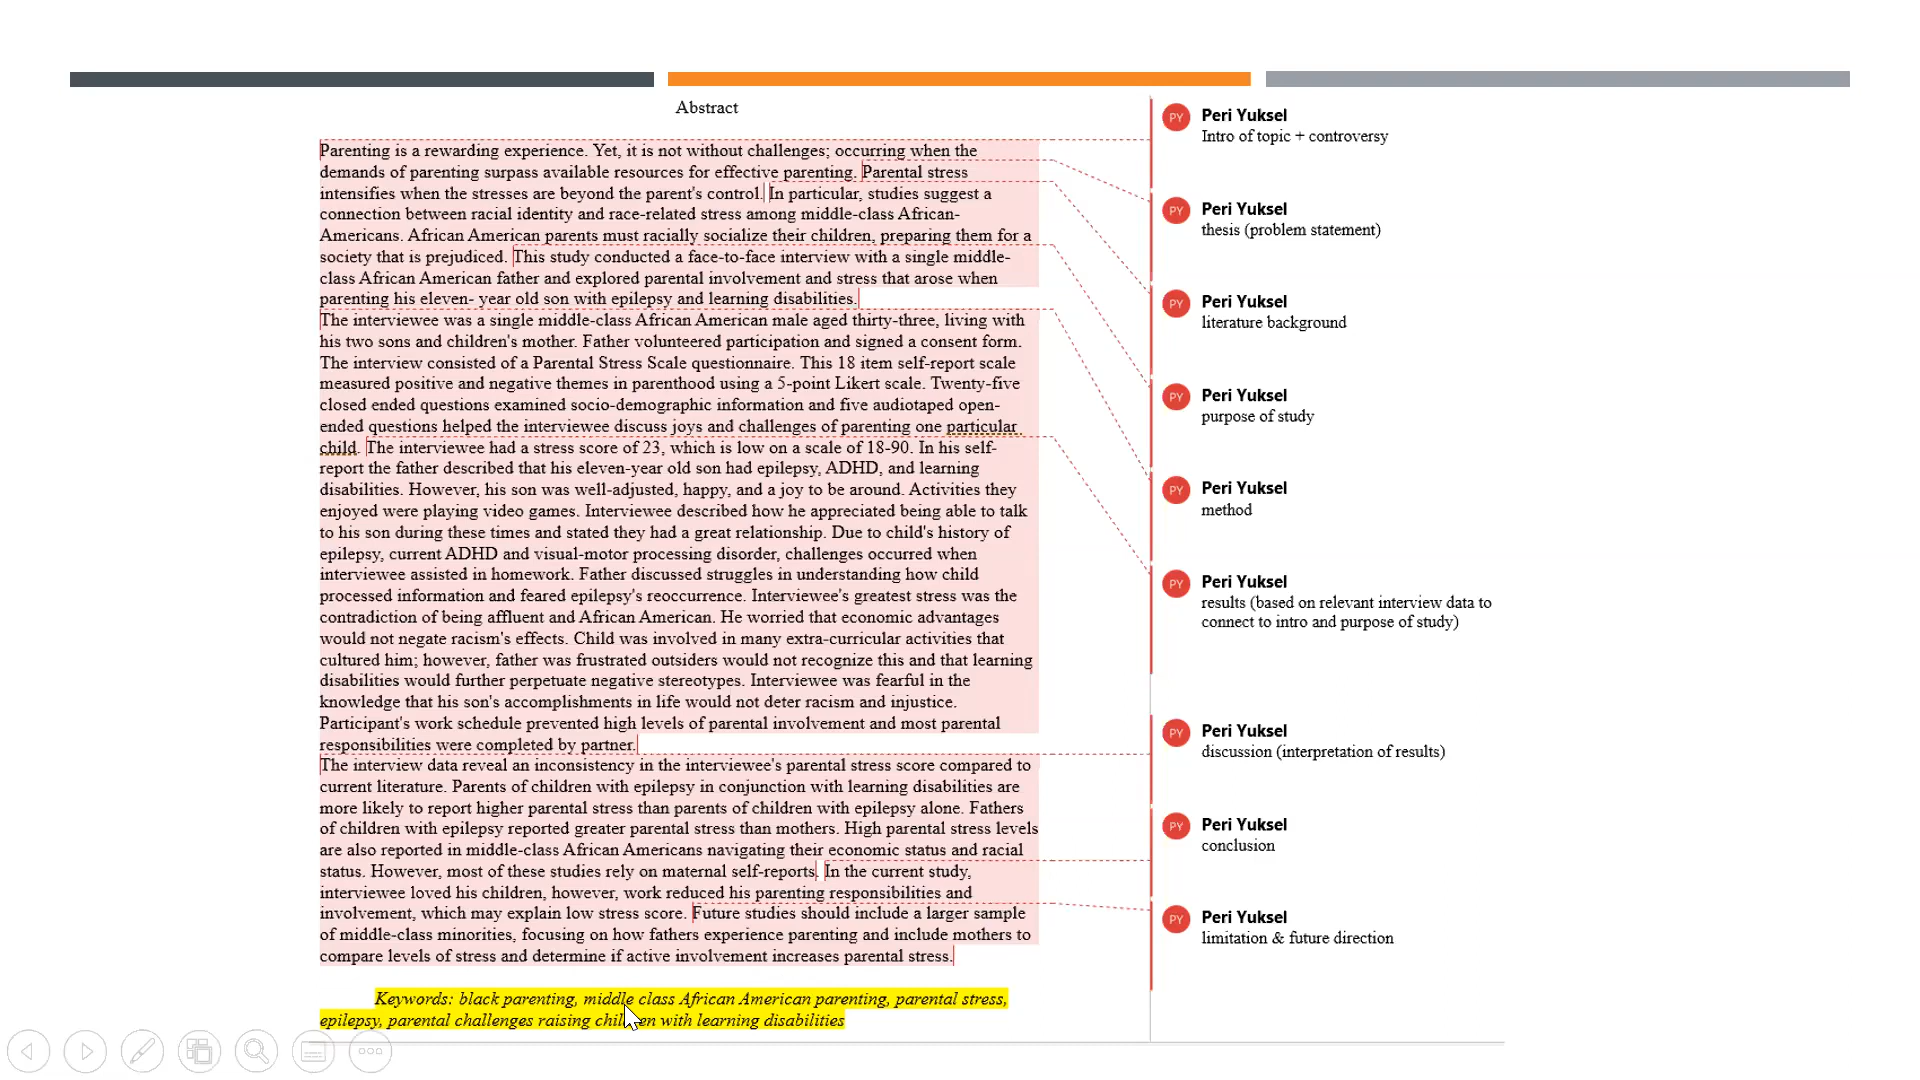 Abstract
Parenting is a rewarding experience. Yet, it is not without challenges; occurring when the
demands of parenting surpass available resources for effective parenting. Parental stress
intensifies when the stresses are beyond the parent's control. In particular, studies suggest a
connection between racial identity and race-related stress among middle-class African-
Americans. African American parents must racially socialize their children, preparing them for a
society that is prejudiced. This study conducted a face-to-face interview with a single middle-
class African American father and explored parental involvement and stress that arose when
parenting his eleven- year old son with epilepsy and learning disabilities.
The interviewee was a single middle-class African American male aged thirty-three, living with
his two sons and children's mother. Father volunteered participation and signed a consent form.
The interview consisted of a Parental Stress Scale questionnaire. This 18 item self-report scale
measured positive and negative themes in parenthood using a 5-point Likert scale. Twenty-five
closed ended questions examined socio-demographic information and five audiotaped open-
ended questions helped the interviewee discuss joys and challenges of parenting one particular
child. The interviewee had a stress score of 23, which is low on a scale of 18-90. In his self-
report the father described that his eleven-year old son had epilepsy, ADHD, and learning
disabilities. However, his son was well-adjusted, happy, and a joy to be around. Activities they
enjoyed were playing video games. Interviewee described how he appreciated being able to talk
to his son during these times and stated they had a great relationship. Due to child's history of
epilepsy, current ADHD and visual-motor processing disorder, challenges occurred when
interviewee assisted in homework. Father discussed struggles in understanding how child
processed information and feared epilepsy's reoccurrence. Interviewee's greatest stress was the
contradiction of being affluent and African American. He worried that economic advantages
would not negate racism's effects. Child was involved in many extra-curricular activities that
cultured him; however, father was frustrated outsiders would not recognize this and that learning
disabilities would further perpetuate negative stereotypes. Interviewee was fearful in the
knowledge that his son's accomplishments in life would not deter racism and injustice.
Participant's work schedule prevented high levels of parental involvement and most parental
responsibilities were completed by partner.
The interview data reveal an inconsistency in the interviewee's parental stress score compared to
current literature. Parents of children with epilepsy in conjunction with learning disabilities are
more likely to report higher parental stress than parents of children with epilepsy alone. Fathers
of children with epilepsy reported greater parental stress than mothers. High parental stress levels
are also reported in middle-class African Americans navigating their economic status and racial
status. However, most of these studies rely on maternal self-reports. In the current study,
interviewee loved his children, however, work reduced his parenting responsibilities and
involvement, which may explain low stress score. Future studies should include a larger sample
of middle-class minorities, focusing on how fathers experience parenting and include mothers to
compare levels of stress and determine if active involvement increases parental stress.
Keywords: black parenting, middle class African American parenting, parental stress,
epilepsy, parental challenges raising children with learning disabilities
PY
Peri Yuksel
Intro of topic + controversy
PY
Peri Yuksel
thesis (problem statement)
PY
Peri Yuksel
literature background
PY
Peri Yuksel
purpose of study
PY
Peri Yuksel
method
PY
Peri Yuksel
results (based on relevant interview data to
connect to intro and purpose of study)
PY
Peri Yuksel
discussion (interpretation of results)
PY
Peri Yuksel
conclusion
PY
Peri Yuksel
limitation & future direction